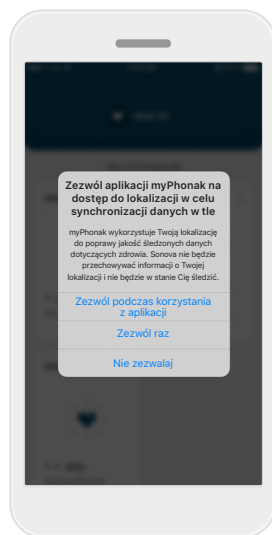 Zezwól aplikacji myPhonak na
dostęp do lokalizacji w celu
synchronizacji danych w tle
myPhonak wykorzystuje Twoją lokalizację
do poprawy jakość śledzonych danych
dotyczących zdrowia. Sonova nie będzie
przechowywać informacji o Twojej
lokalizacji i nie będzie w stanie Cię śledzić.
Zezwól podczas korzystania
z aplikacji
Zezwól raz
Nie zezwalaj